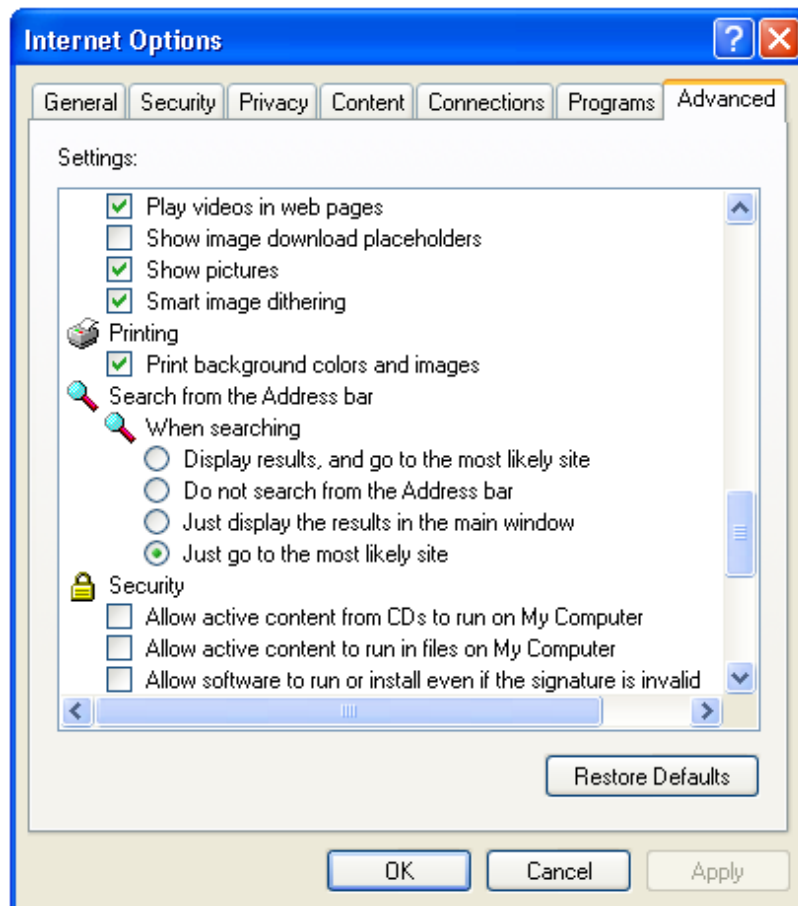 Internet Options
General Security Privacy Content Connections Programs Advanced
Settings:
Play videos in web pages
Show image download placeholders
Show pictures
Smart image dithering
Printing
Print background colors and images
Search from the Address bar
When searching
Display results, and go to the most likely site
Do not search from the Address bar
Just display the results in the main window
Just go to the most likely site
Security
Allow active content from CDs to run on My Computer
Allow active content to run in files on My Computer
Allow software to run or install even if the signature is invalid
Restore Defaults
OK Cancel Apply